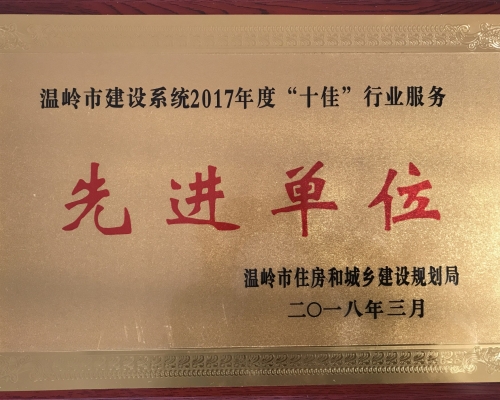 温岭市建设系统2017年度“十佳”行业服务
先进单位
温岭市住房和城乡建设规划局
二〇一八年三月